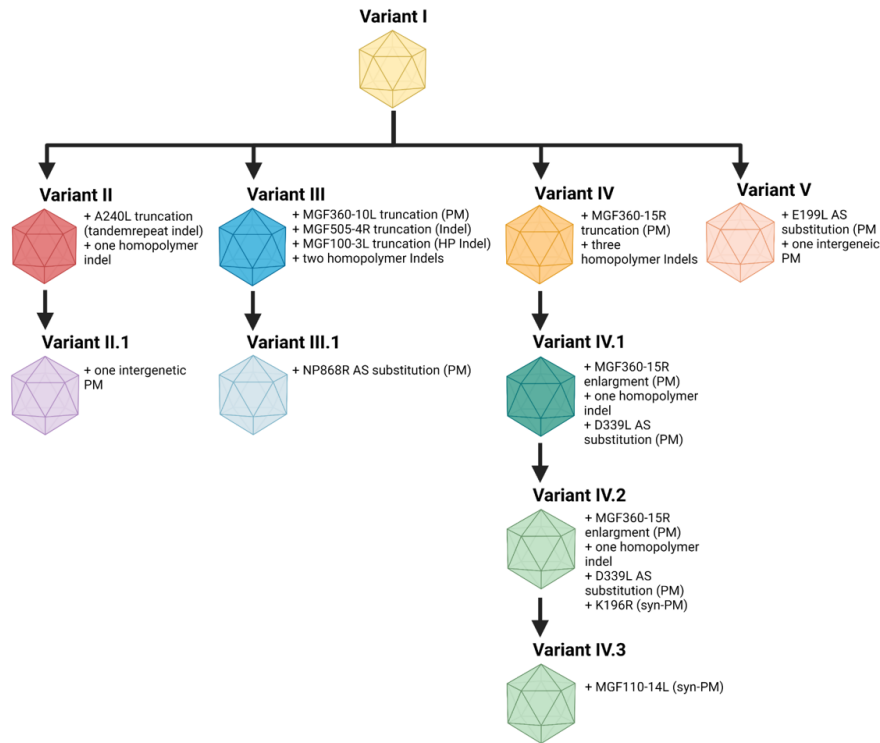 Variant I
Variant II
+ A240L truncation
(tandemrepeat indel)
+ one homopolymer
indel
Variant III
+ MGF360-10L truncation (PM)
+ MGF505-4R truncation (Indel)
+ MGF100-3L truncation (HP Indel)
+ two homopolymer Indels
Variant IV
+ MGF360-15R
truncation (PM)
+ three
homopolymer Indels
Variant V
+ E199L AS
substitution (PM
+ one intergeneic
PM
Variant II.1
+ one intergenetic
PM
Variant III.1
+ NP868R AS substitution (PM)
Variant IV.1
+ MGF360-15R
enlargment (PM)
+ one homopolymer
indel
+ D339L AS
substitution (PM)
Variant IV.2
+ MGF360-15R
enlargment (PM)
+ one homopolymer
indel
+ D339L AS
substitution (PM)
+ K196R (syn-PM)
Variant IV.3
+ MGF110-14L (syn-PM)